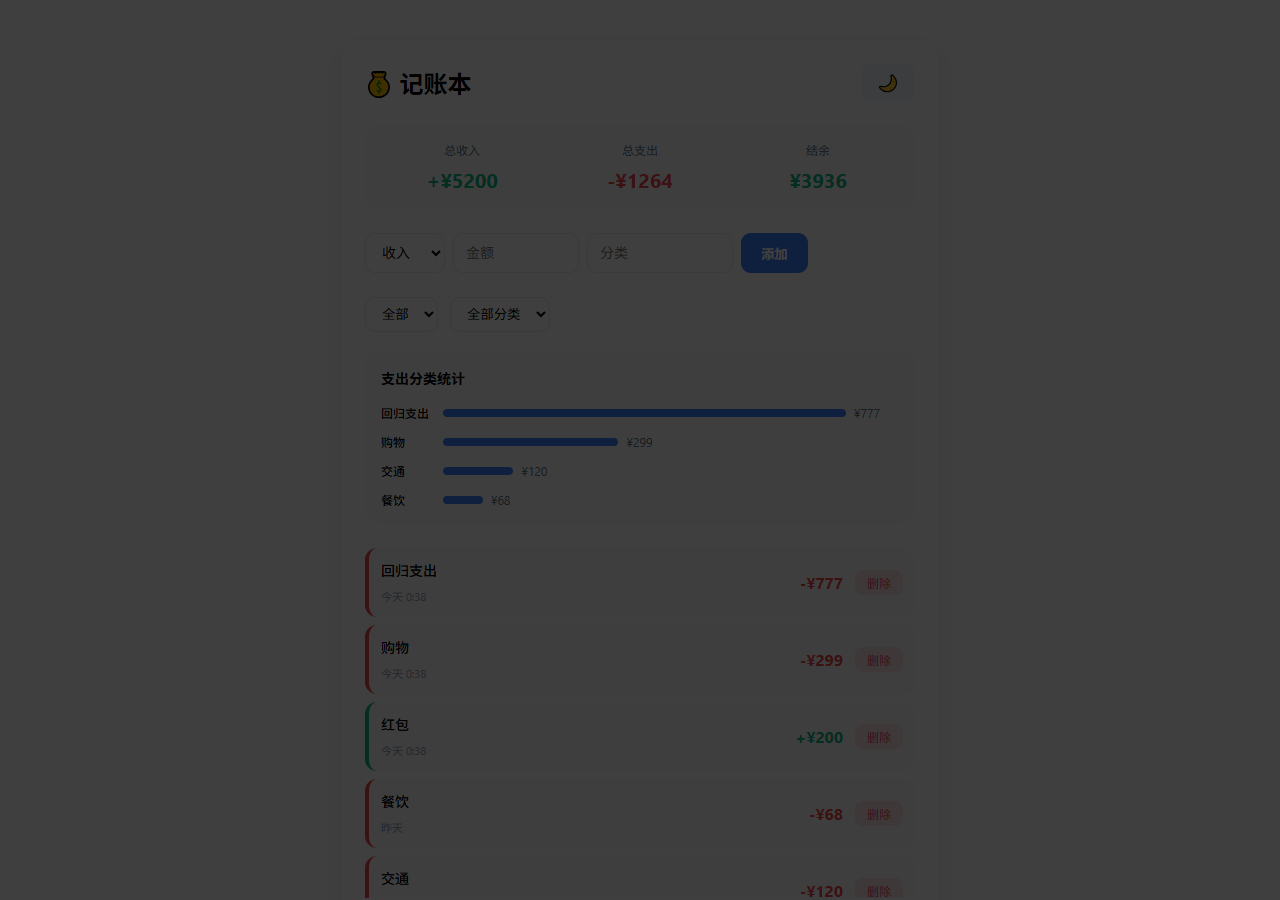 记账本
总收入 总支出 结余
+¥5200 -¥1264 ¥3936
收入 金额 分类 添加
全部 全部分类
支出分类统计
回归支出 ¥777
购物 ¥299
交通 ¥120
餐饮 ¥68
回归支出
今天 0:38
-¥777 删除
购物
今天 0:38
-¥299 删除
红包
今天 0:38
+¥200 删除
餐饮
昨天
-¥68 删除
交通
-¥120 删除